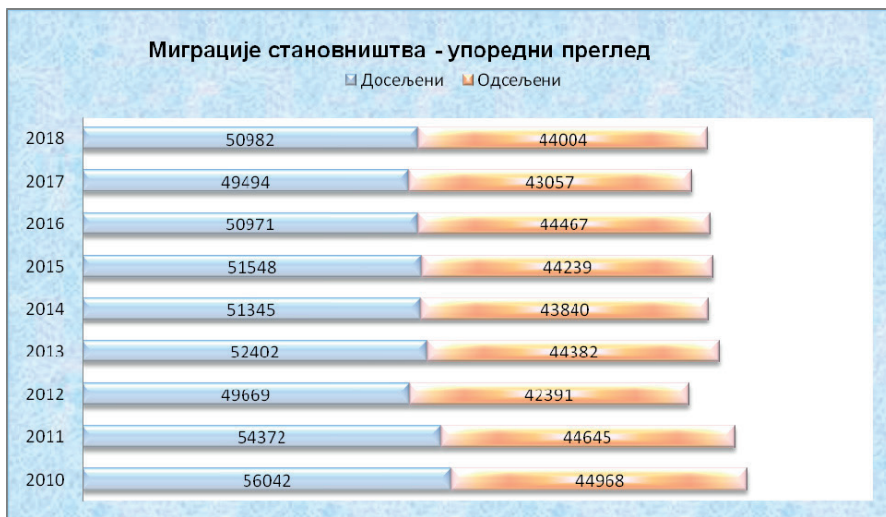 Миграције становништва - упоредни преглед
Досељени Одсељени
2018 50982 44004
2017 49494 43057
2016 50971 44467
2015 51548 44239
2014 51345 43840
2013 52402 44382
2012 49669 42391
2011 54372 44645
2010 56042 44968